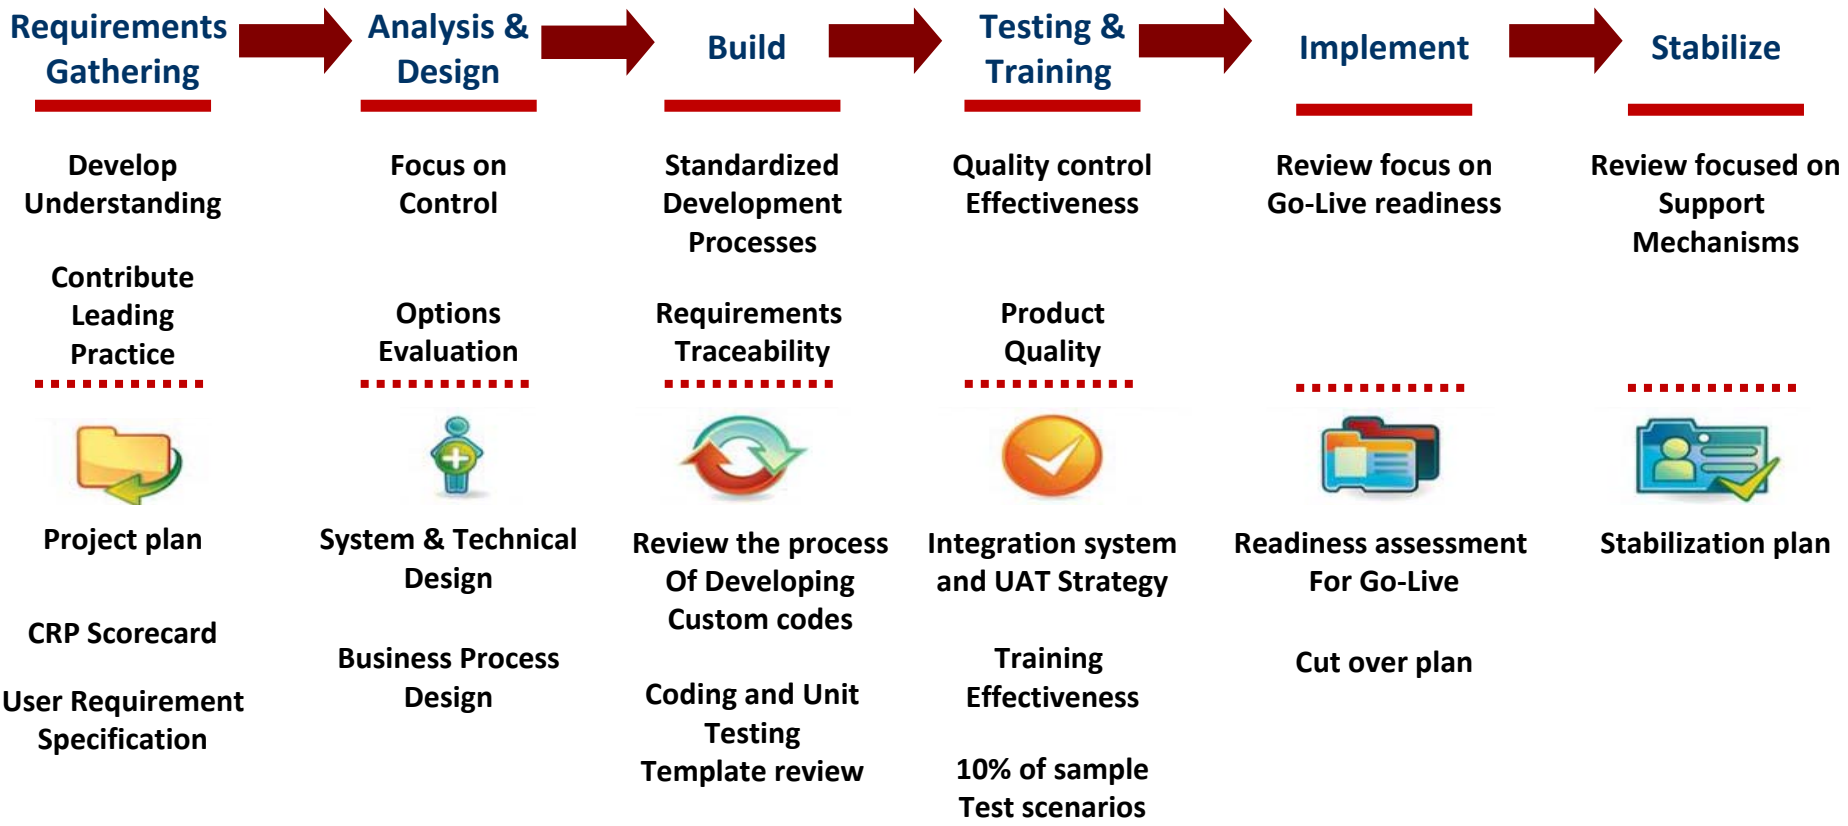 Requirements
Gathering
Analysis &
Design
Build
Testing &
Training
Implement
Stabilize
Develop
Understanding
Contribute
Leading
Practice
Focus on
Control
Options
Evaluation
Standardized
Development
Processes
Requirements
Traceability
Quality control
Effectiveness
Product
Quality
Review focus on
Go-Live readiness
Review focused on
Support
Mechanisms
Project plan
CRP Scorecard
User Requirement
Specification
System & Technical
Design
Business Process
Design
Review the process
Of Developing
Custom codes
Coding and Unit
Testing
Template review
Integration system
and UAT Strategy
Training
Effectiveness
10% of sample
Test scenarios
Readiness assessment
For Go-Live
Cut over plan
Stabilization plan